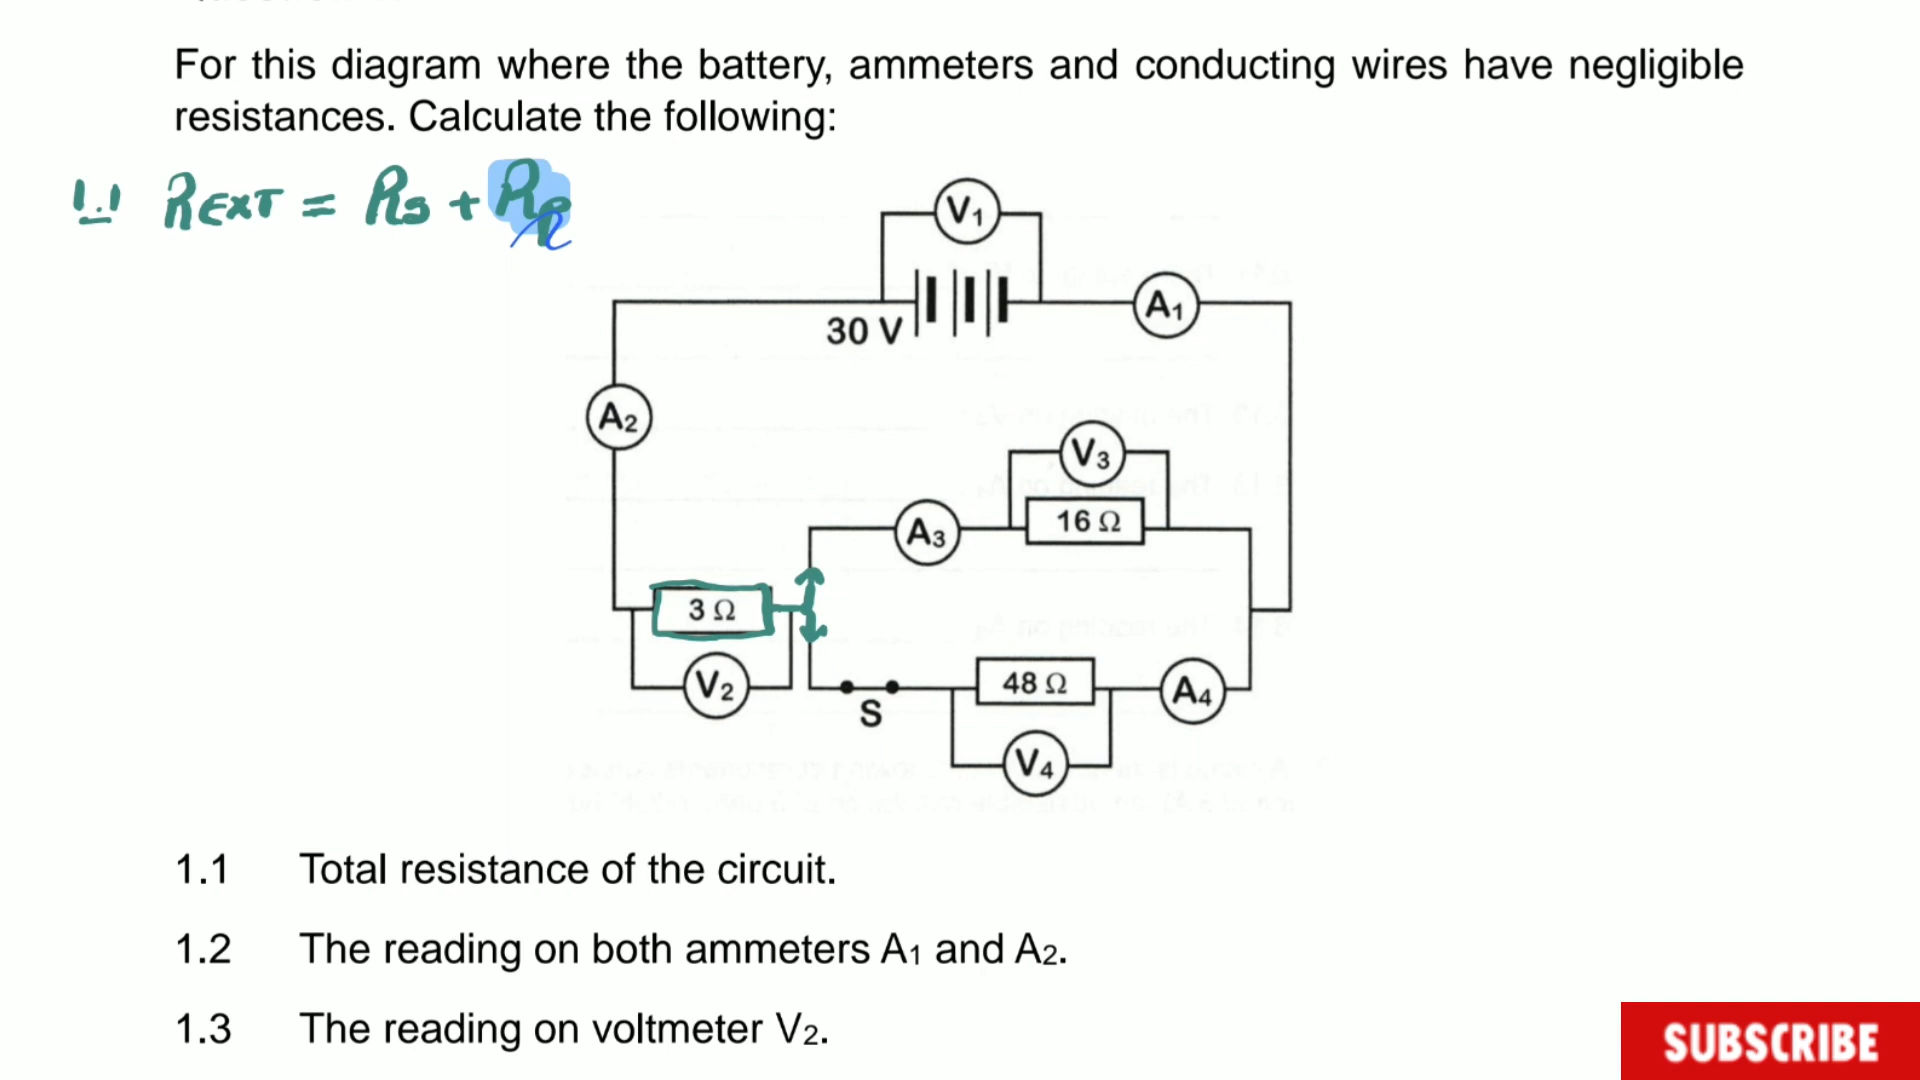 For this diagram where the battery, ammeters and conducting wires have negligible
resistances. Calculate the following:
1.1 REXT = Rs + Rp
V1
30 V
A1
A2
V3
A3
16 Ω
3 Ω
V2
S
48 Ω
A4
V4
1.1 Total resistance of the circuit.
1.2 The reading on both ammeters A1 and A2.
1.3 The reading on voltmeter V2.
SUBSCRIBE